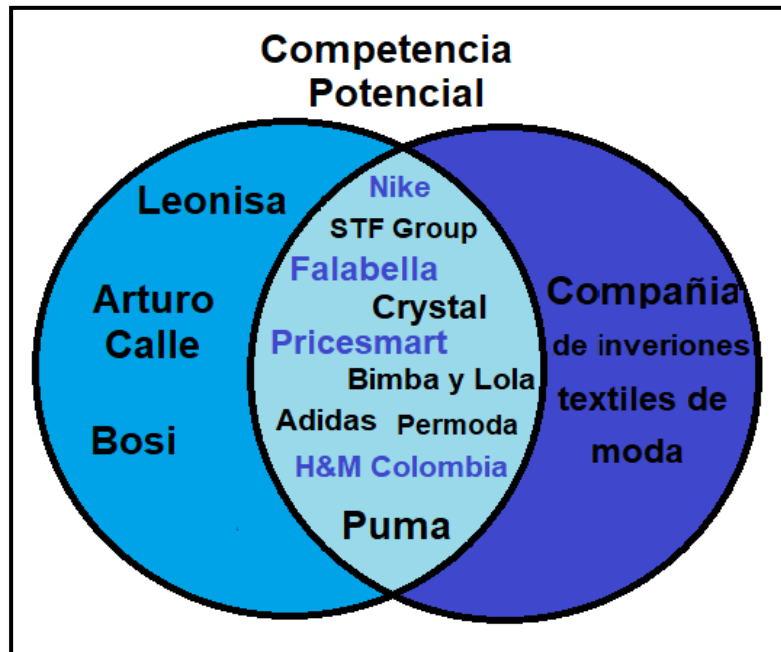 Competencia
Potencial
Leonisa
Arturo
Calle
Bosi
Nike
STF Group
Falabella
Crystal
Pricesmart
Bimba y Lola
Adidas Permoda
H&M Colombia
Puma
Compañia
de inveriones
textiles de
moda